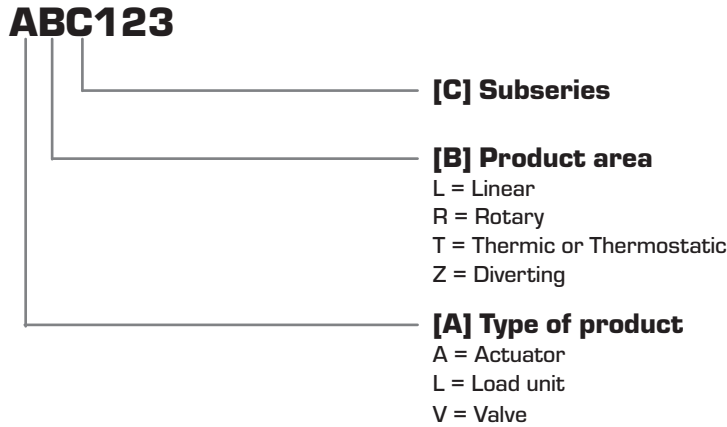 ABC123
[C] Subseries
[B] Product area
L = Linear
R = Rotary
T = Thermic or Thermostatic
Z = Diverting
[A] Type of product
A = Actuator
L = Load unit
V = Valve